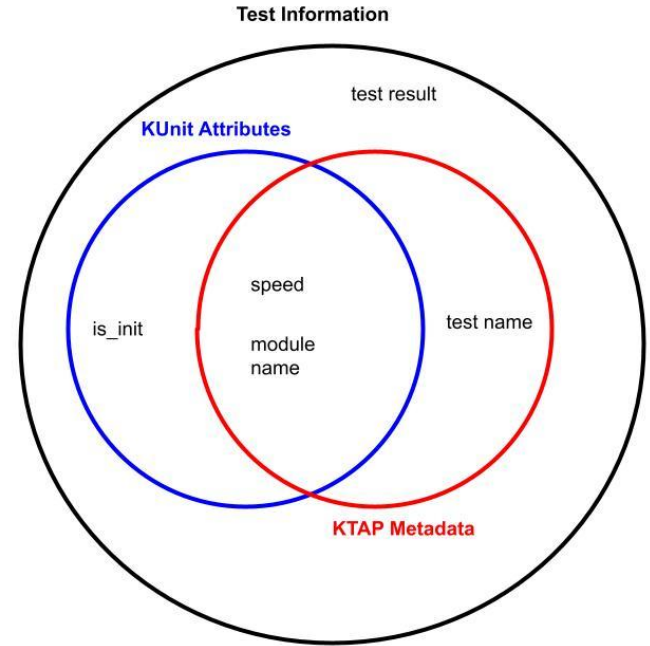 Test Information
test result
KUnit Attributes
speed
is_init
test name
module
name
KTAP Metadata